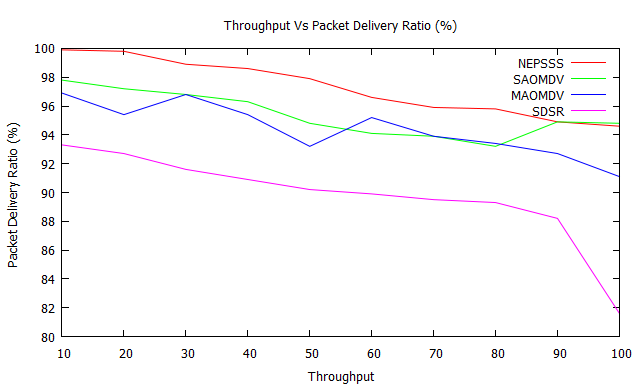 Throughput Vs Packet Delivery Ratio (%)
100
98
96
94
92
90
88
86
84
82
80
Packet Delivery Ratio (%)
NEPSSS
SAOMDV
MAOMDV
SDSR
10 20 30 40 50 60 70 80 90 100
Throughput